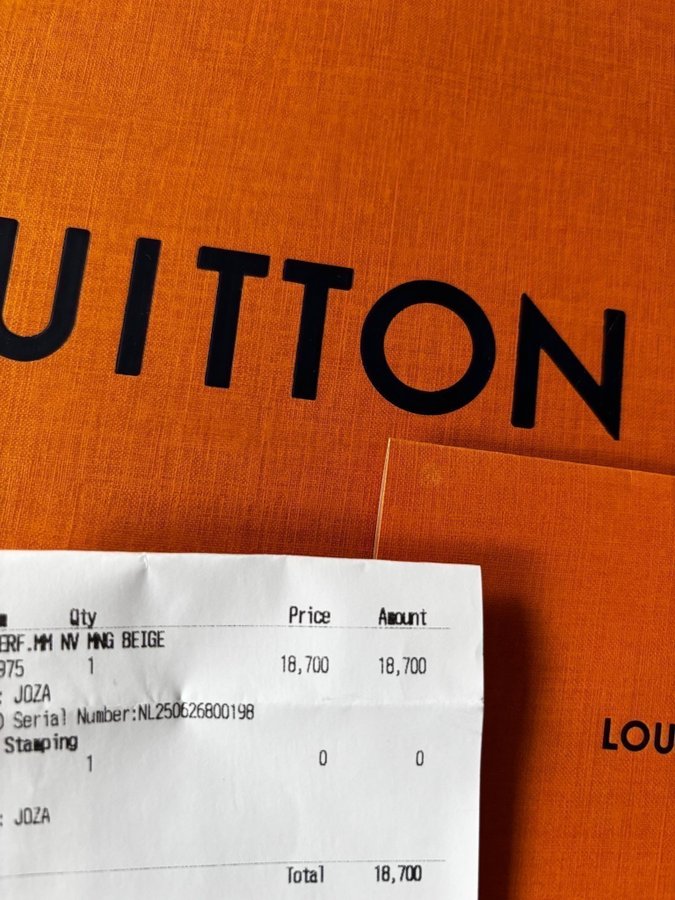 UITTON
LOU
Qty Price Amount
ERF.MM NV MNG BEIGE
975 1 18,700 18,700
: JOZA
) Serial Number:NL250626800198
Stamping
1 0 0
: JOZA
Total 18,700